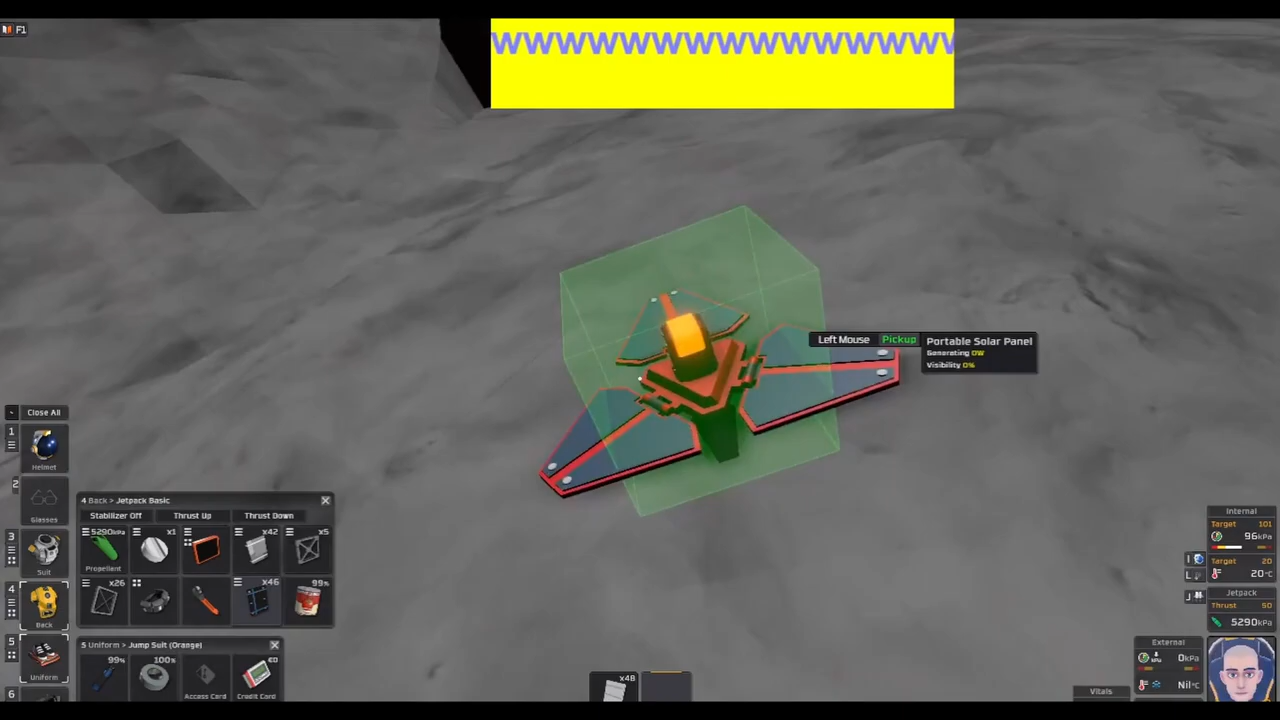 F1
WWWWWWWWWWWWWWW
Left Mouse Pickup
Portable Solar Panel
Generating 0W
Visibility 0%
Close All
1
Helmet
2
Glasses
3
Suit
4
Back
5
Uniform
6
4 Back > Jetpack Basic
Stabilizer Off Thrust Up Thrust Down
5290kPa x1 x42 x5
Propellent
x26 x46 99%
5 Uniform > Jump Suit (Orange)
99% 100% €0
Access Card Credit Card
x48
Internal
Target 101
96kPa
Target 20
20°C
Jetpack
Thrust 50
5290kPa
External
0kPa
Nil°C
Vitals
I
L
J